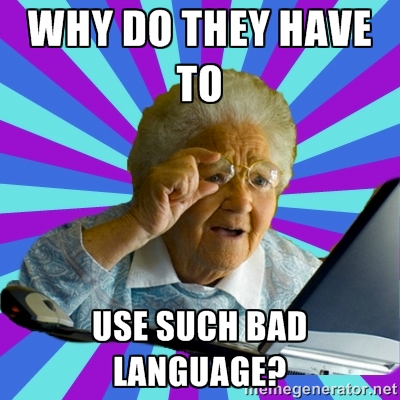 WHY DO THEY HAVE
TO
USE SUCH BAD
LANGUAGE?
memegenerator.net